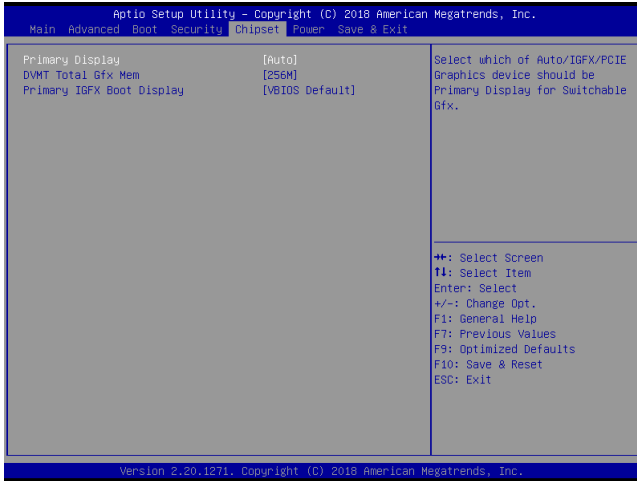 Aptio Setup Utility – Copyright (C) 2018 American Megatrends, Inc.
Main Advanced Boot Security Chipset Power Save & Exit
Primary Display [Auto]
DVMT Total Gfx Mem [256M]
Primary IGFX Boot Display [VBIOS Default]
Select which of Auto/IGFX/PCIE
Graphics device should be
Primary Display for Switchable
Gfx.
→←: Select Screen
↑↓: Select Item
Enter: Select
+/-: Change Opt.
F1: General Help
F7: Previous Values
F9: Optimized Defaults
F10: Save & Reset
ESC: Exit
Version 2.20.1271. Copyright (C) 2018 American Megatrends, Inc.